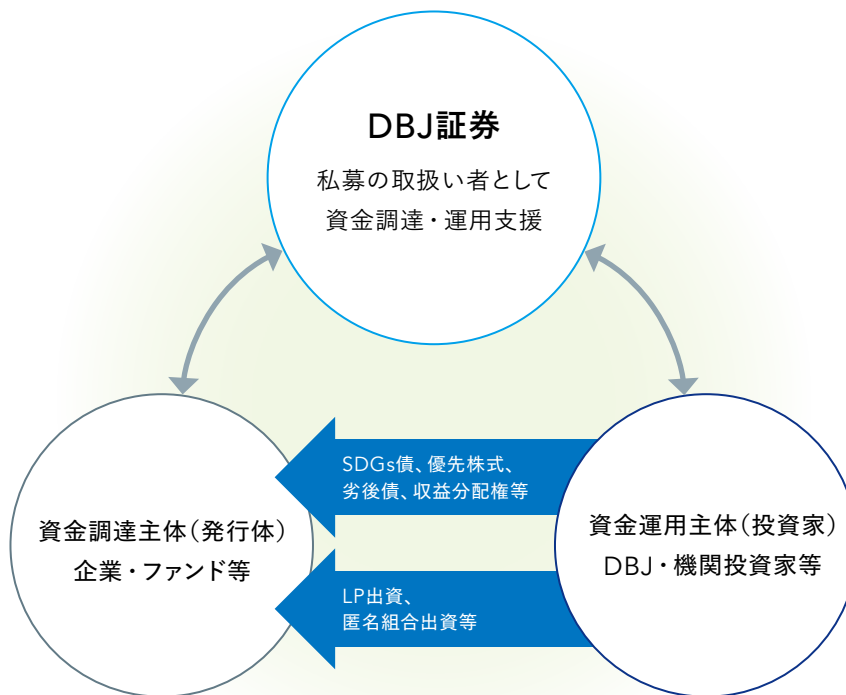 DBJ証券
私募の取扱い者として
資金調達・運用支援
SDGs債、優先株式、
劣後債、収益分配権等
資金調達主体（発行体）
企業・ファンド等
資金運用主体（投資家）
DBJ・機関投資家等
LP出資、
匿名組合出資等